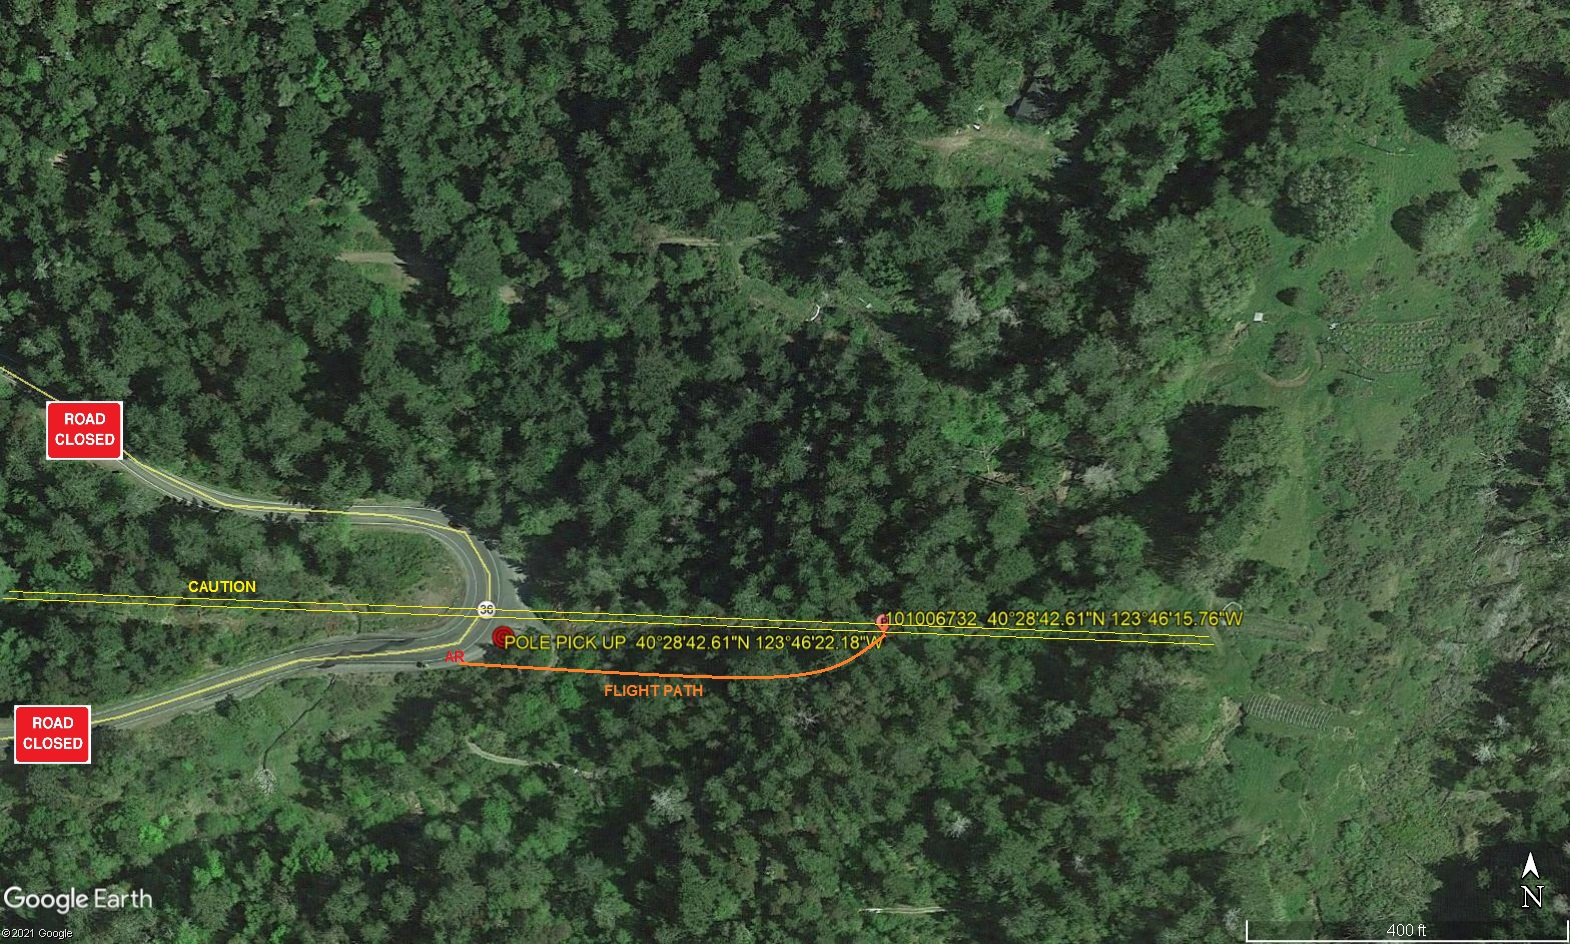 ROAD
CLOSED
CAUTION
36
101006732 40°28'42.61"N 123°46'15.76"W
POLE PICK UP 40°28'42.61"N 123°46'22.18"W
AR
FLIGHT PATH
ROAD
CLOSED
N
Google Earth
400 ft
©2021 Google